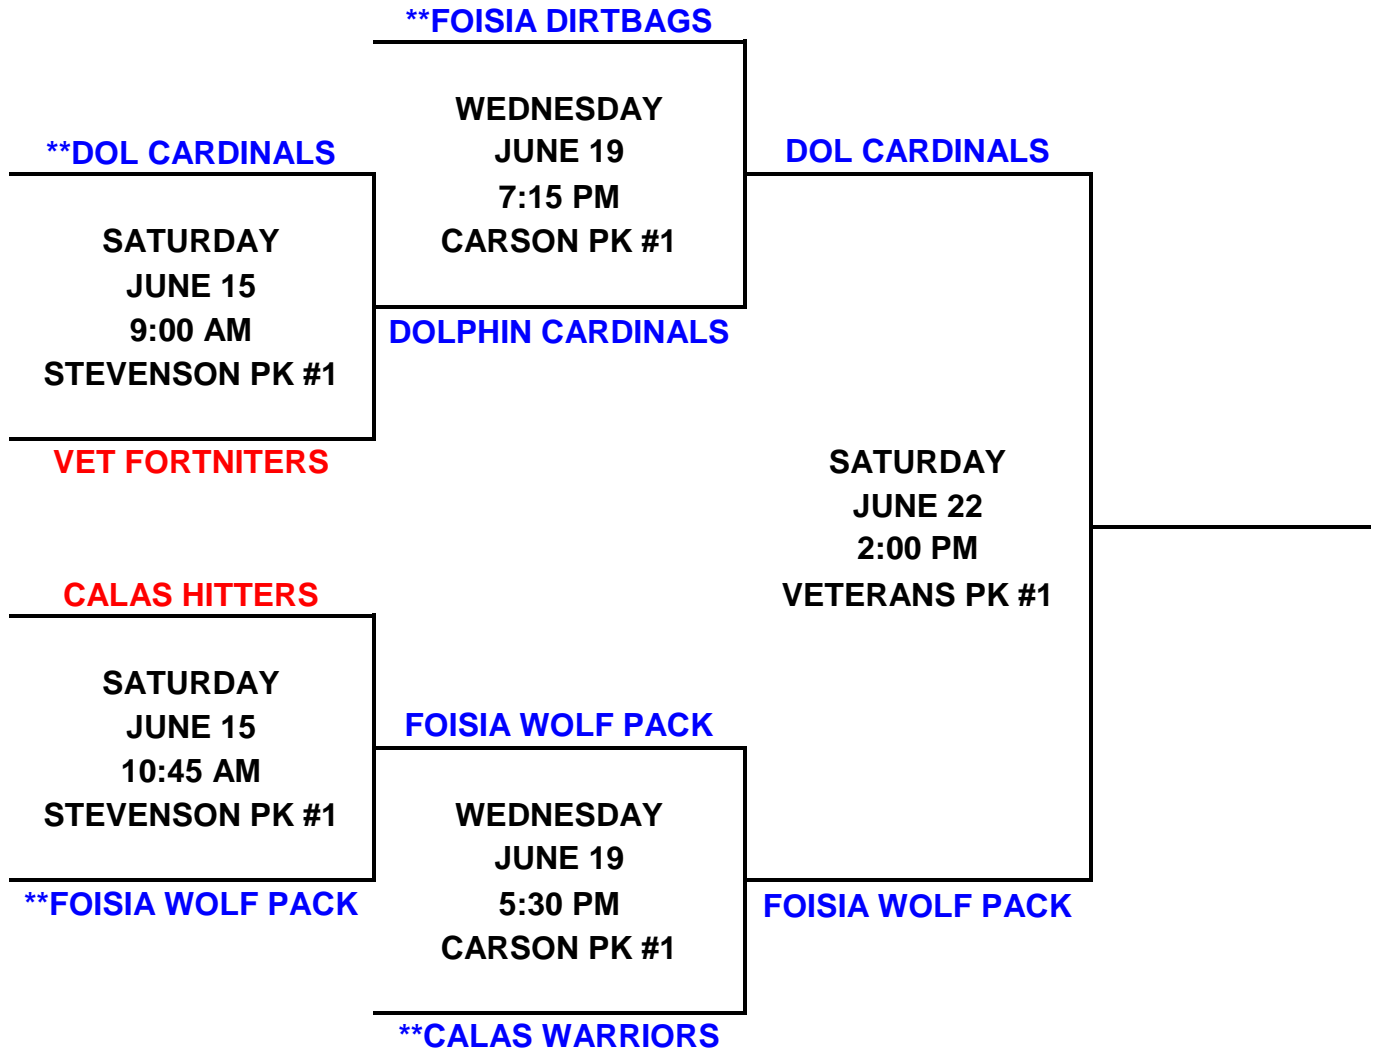 **FOISIA DIRTBAGS
WEDNESDAY
JUNE 19
7:15 PM
CARSON PK #1
**DOL CARDINALS
DOL CARDINALS
SATURDAY
JUNE 15
9:00 AM
STEVENSON PK #1
DOLPHIN CARDINALS
VET FORTNITERS
SATURDAY
JUNE 22
2:00 PM
VETERANS PK #1
CALAS HITTERS
SATURDAY
JUNE 15
10:45 AM
STEVENSON PK #1
FOISIA WOLF PACK
WEDNESDAY
JUNE 19
5:30 PM
CARSON PK #1
**FOISIA WOLF PACK
FOISIA WOLF PACK
**CALAS WARRIORS